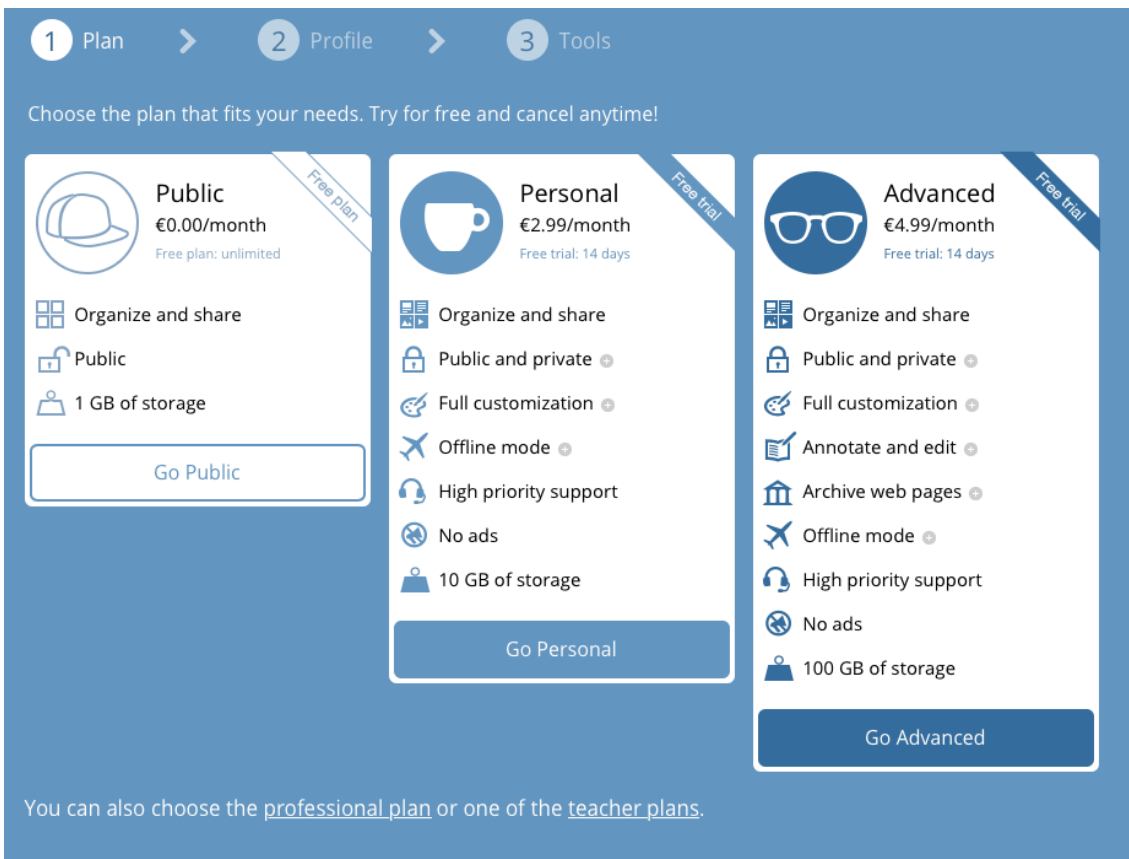 1 Plan > 2 Profile > 3 Tools
Choose the plan that fits your needs. Try for free and cancel anytime!
Free plan
Public
€0.00/month
Free plan: unlimited
Organize and share
Public
1 GB of storage
Go Public
Free trial
Personal
€2.99/month
Free trial: 14 days
Organize and share
Public and private
Full customization
Offline mode
High priority support
No ads
10 GB of storage
Go Personal
Free trial
Advanced
€4.99/month
Free trial: 14 days
Organize and share
Public and private
Full customization
Annotate and edit
Archive web pages
Offline mode
High priority support
No ads
100 GB of storage
Go Advanced
You can also choose the professional plan or one of the teacher plans.